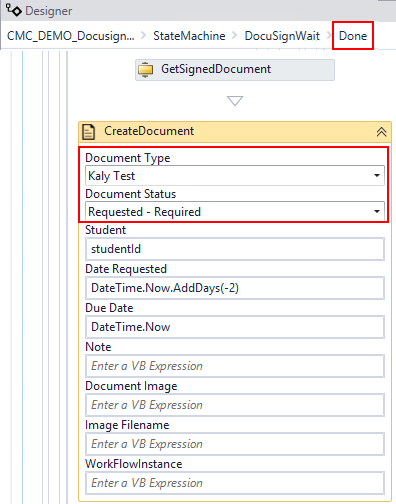 Designer
CMC_DEMO_Docusign... > StateMachine > DocuSignWait > Done
GetSignedDocument
CreateDocument
Document Type
Kaly Test
Document Status
Requested - Required
Student
studentId
Date Requested
DateTime.Now.AddDays(-2)
Due Date
DateTime.Now
Note
Enter a VB Expression
Document Image
Enter a VB Expression
Image Filename
Enter a VB Expression
WorkFlowInstance
Enter a VB Expression